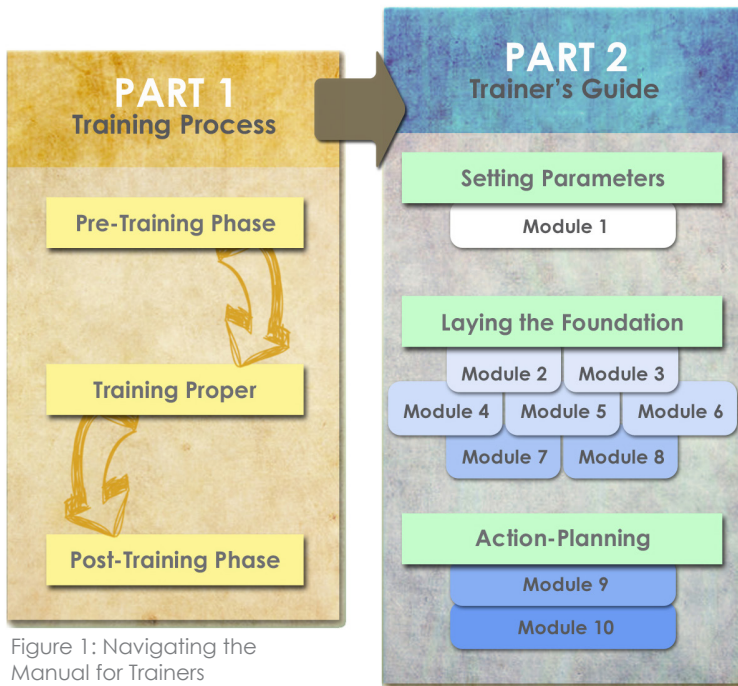 PART 1
Training Process
Pre-Training Phase
Training Proper
Post-Training Phase
Figure 1: Navigating the
Manual for Trainers
PART 2
Trainer's Guide
Setting Parameters
Module 1
Laying the Foundation
Module 2 Module 3
Module 4 Module 5 Module 6
Module 7 Module 8
Action-Planning
Module 9
Module 10